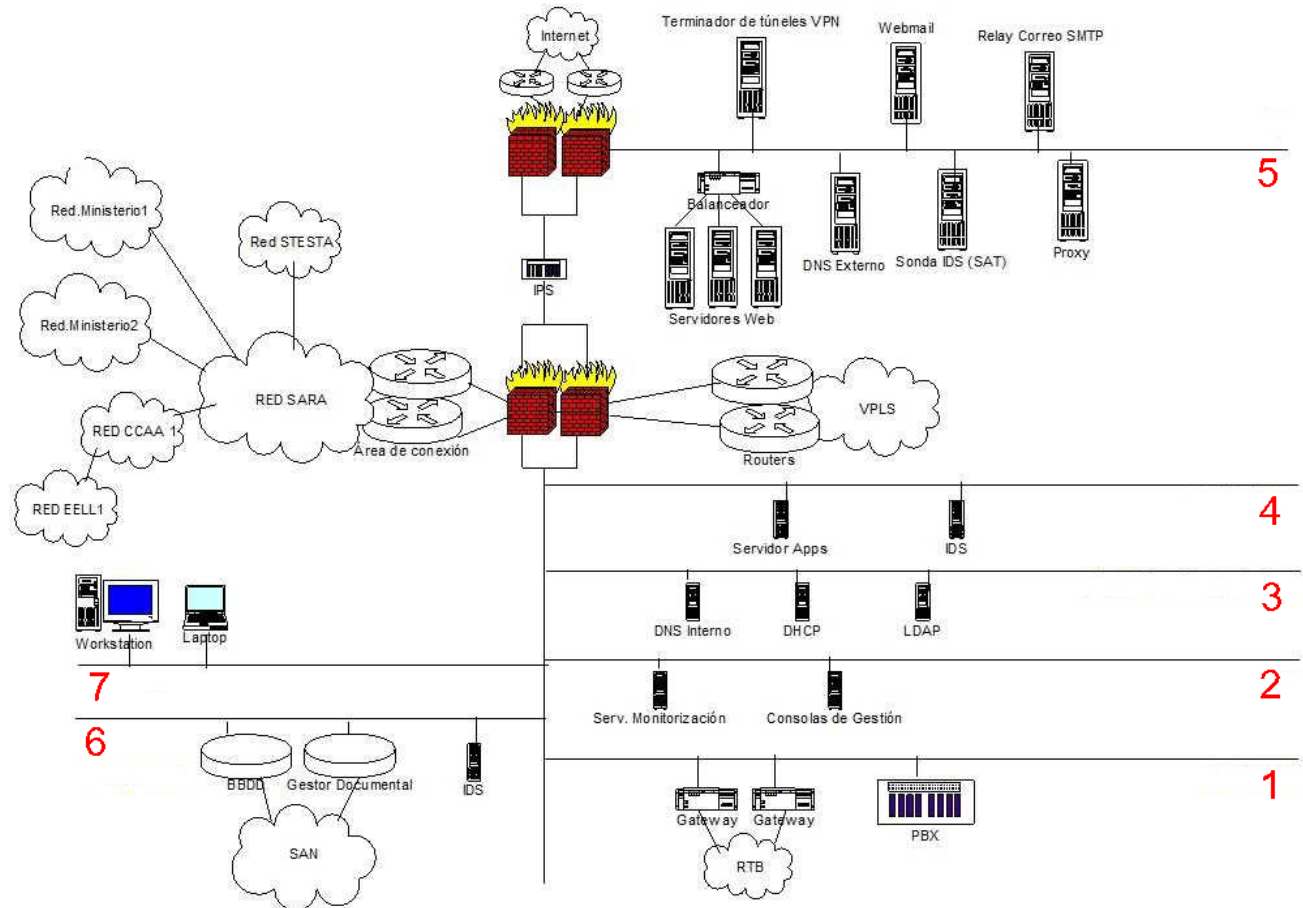 Terminador de túneles VPN
Webmail
Relay Correo SMTP
Internet
5
Red.Ministerio1
Red STESTA
Balanceador
DNS Externo
Sonda IDS (SAT)
Proxy
IPS
Servidores Web
Red.Ministerio2
RED SARA
VPLS
RED CCAA 1
Área de conexión
Routers
RED EELL1
4
Servidor Apps
IDS
3
DNS Interno
DHCP
LDAP
Workstation
Laptop
7
2
Serv. Monitorización
Consolas de Gestión
6
BBDD
Gestor Documental
IDS
1
Gateway
Gateway
PBX
SAN
RTB